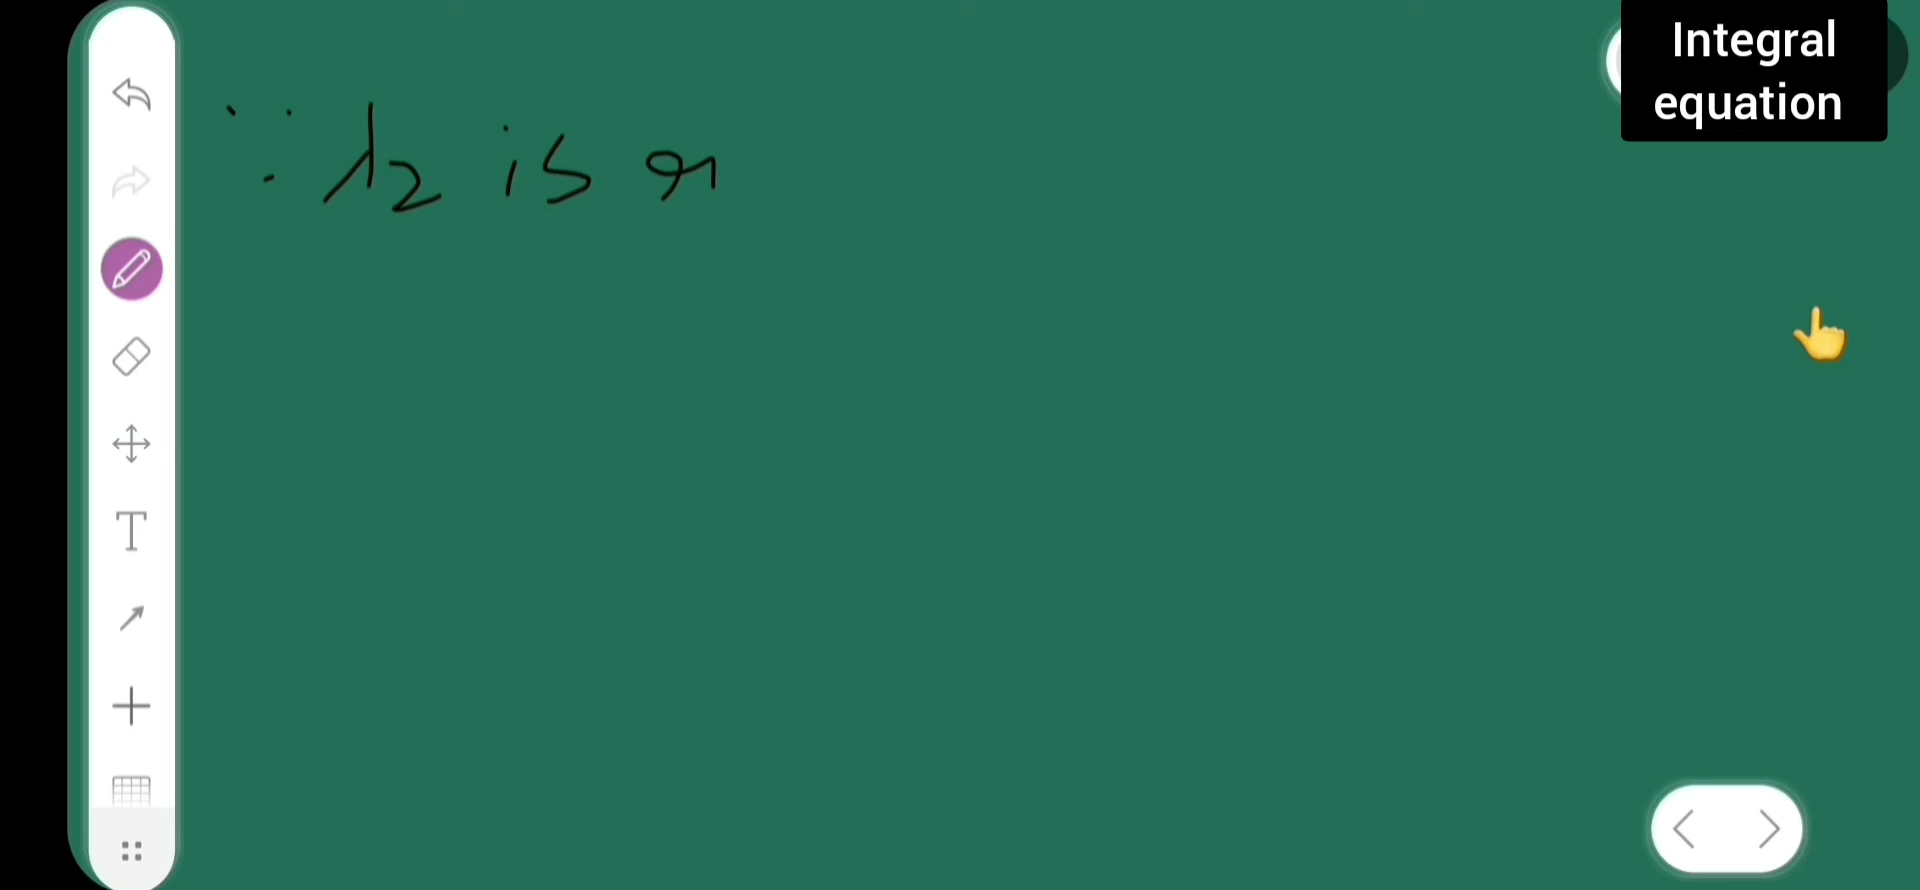 ∵ λ2 is
Integral
equation
T